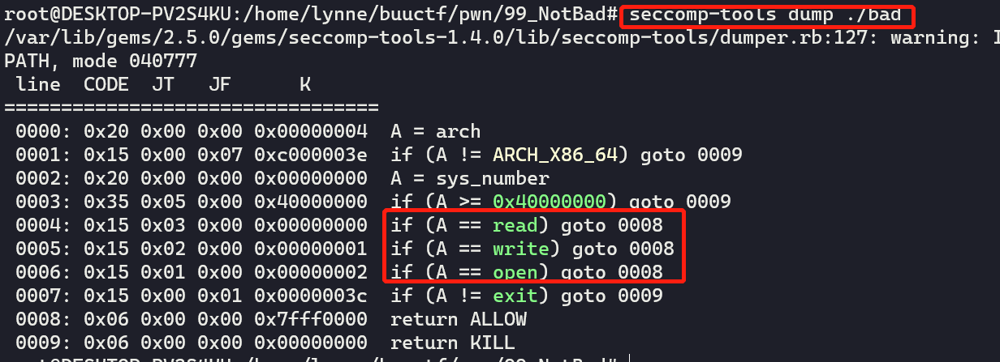 root@DESKTOP-PV2S4KU:/home/lynne/buuctf/pwn/99_NotBad# seccomp-tools dump ./bad
/var/lib/gems/2.5.0/gems/seccomp-tools-1.4.0/lib/seccomp-tools/dumper.rb:127: warning: I
PATH, mode 040777
line CODE JT JF K
=================================
0000: 0x20 0x00 0x00 0x00000004 A = arch
0001: 0x15 0x00 0x07 0xc000003e if (A != ARCH_X86_64) goto 0009
0002: 0x20 0x00 0x00 0x00000000 A = sys_number
0003: 0x35 0x05 0x00 0x40000000 if (A >= 0x40000000) goto 0009
0004: 0x15 0x03 0x00 0x00000000 if (A == read) goto 0008
0005: 0x15 0x02 0x00 0x00000001 if (A == write) goto 0008
0006: 0x15 0x01 0x00 0x00000002 if (A == open) goto 0008
0007: 0x15 0x00 0x01 0x0000003c if (A != exit) goto 0009
0008: 0x06 0x00 0x00 0x7fff0000 return ALLOW
0009: 0x06 0x00 0x00 0x00000000 return KILL